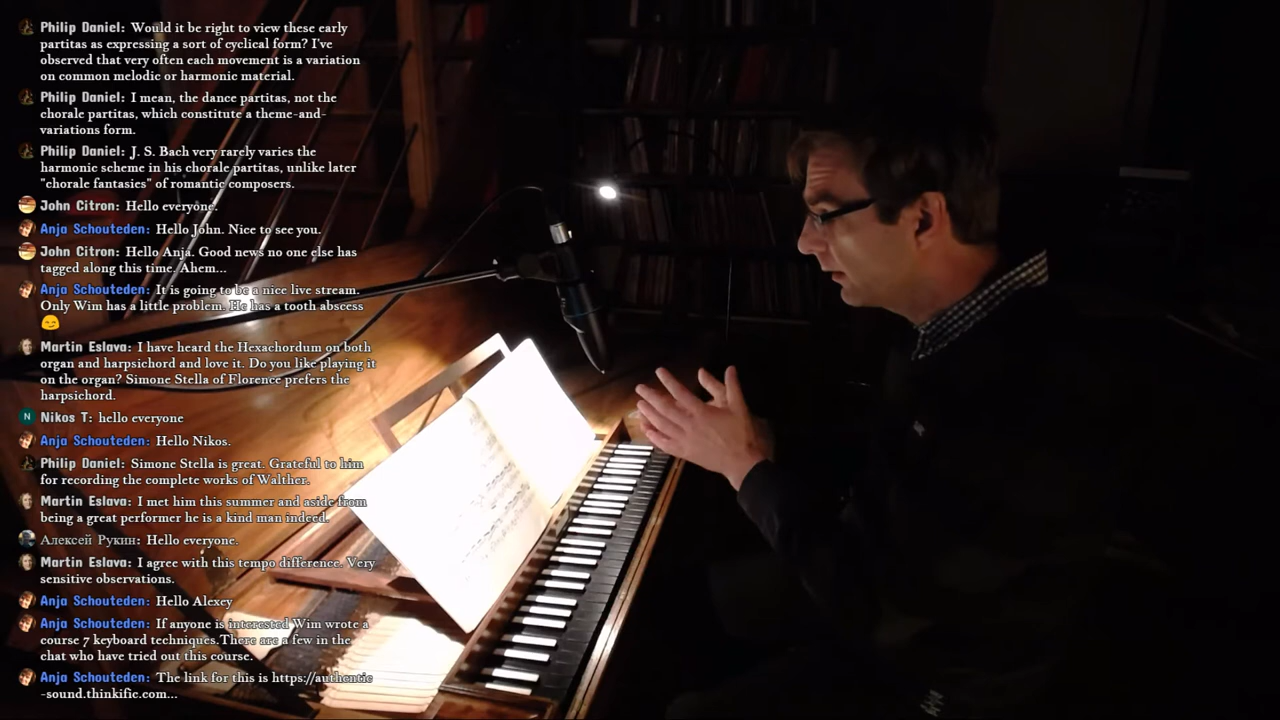 Philip Daniel: Would it be right to view these early
partitas as expressing a sort of cyclical form? I've
observed that very often each movement is a variation
on common melodic or harmonic material.
Philip Daniel: I mean, the dance partitas, not the
chorale partitas, which constitute a theme-and-
variations form.
Philip Daniel: J. S. Bach very rarely varies the
harmonic scheme in his chorale partitas, unlike later
"chorale fantasies" of romantic composers.
John Citron: Hello everyone.
Anja Schouteden: Hello John. Nice to see you.
John Citron: Hello Anja. Good news no one else has
tagged along this time. Ahem...
Anja Schouteden: It is going to be a nice live stream.
Only Wim has a little problem. He has a tooth abscess
😊
Martin Eslava: I have heard the Hexachordum on both
organ and harpsichord and love it. Do you like playing it
on the organ? Simone Stella of Florence prefers the
harpsichord.
N Nikos T: hello everyone
Anja Schouteden: Hello Nikos.
Philip Daniel: Simone Stella is great. Grateful to him
for recording the complete works of Walther.
Martin Eslava: I met him this summer and aside from
being a great performer he is a kind man indeed.
Алексей Рукин: Hello everyone.
Martin Eslava: I agree with this tempo difference. Very
sensitive observations.
Anja Schouteden: Hello Alexey
Anja Schouteden: If anyone is interested Wim wrote a
course 7 keyboard techniques.There are a few in the
chat who have tried out this course.
Anja Schouteden: The link for this is https://authentic
-sound.thinkific.com...